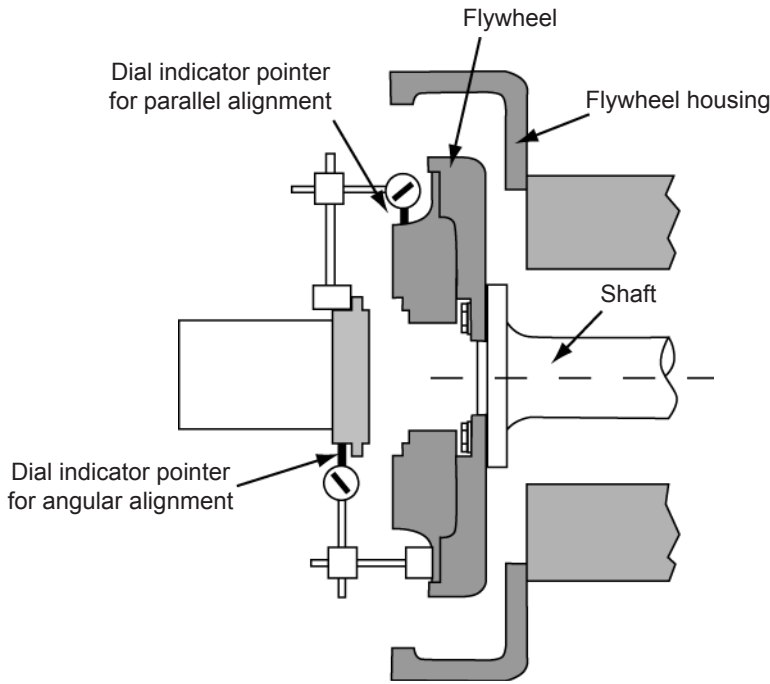 Flywheel
Dial indicator pointer
for parallel alignment
Flywheel housing
Shaft
Dial indicator pointer
for angular alignment